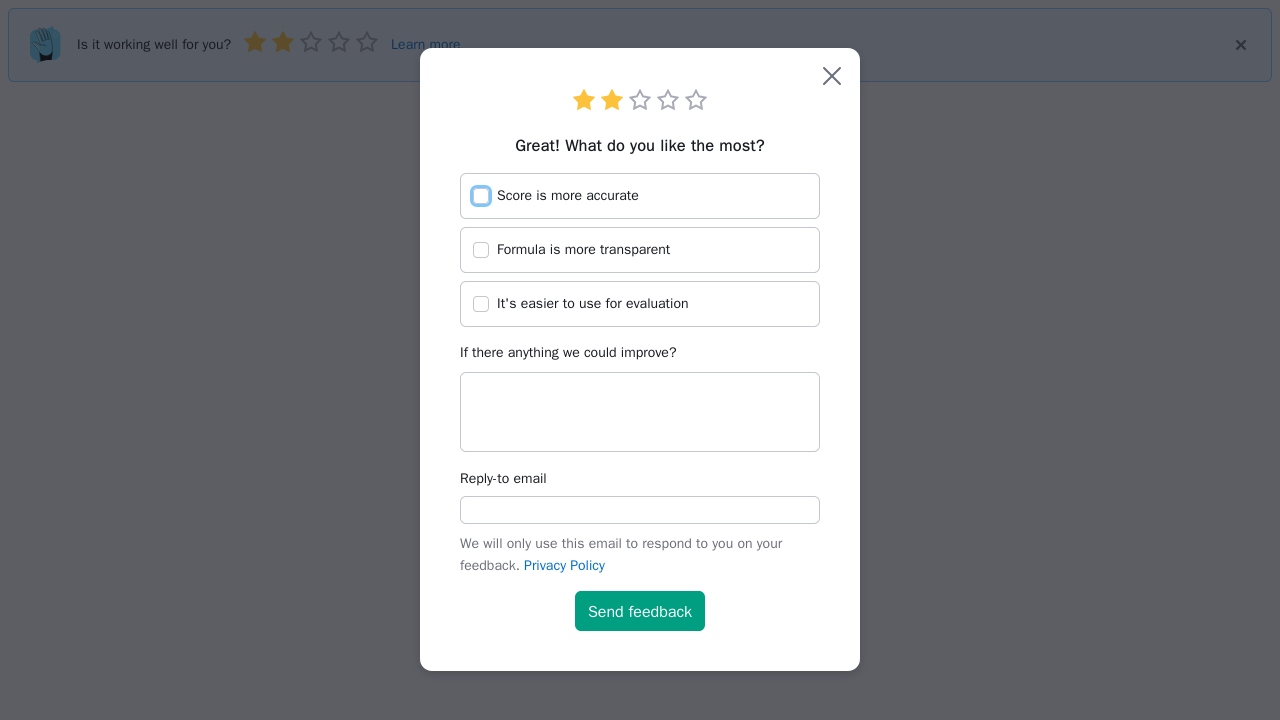 Is it working well for you?
Learn more
Great! What do you like the most?
Score is more accurate
Formula is more transparent
It's easier to use for evaluation
If there anything we could improve?
Reply-to email
We will only use this email to respond to you on your
feedback. Privacy Policy
Send feedback